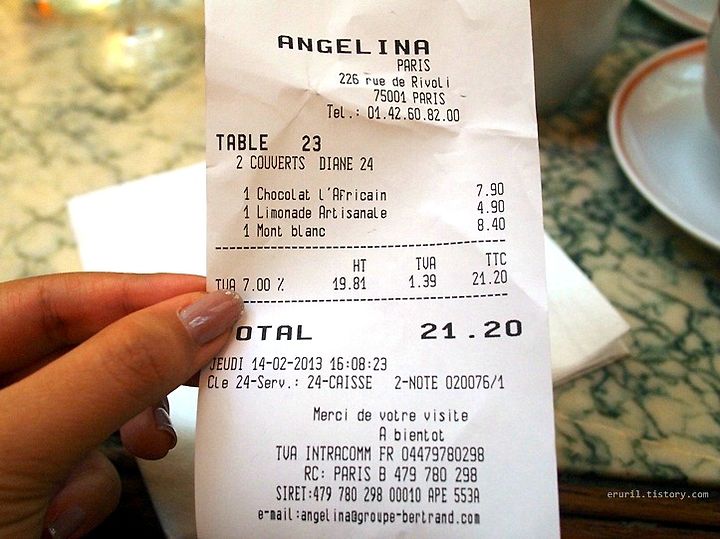 ANGELINA
PARIS
226 rue de Rivoli
75001 PARIS
Tel.: 01.42.60.82.00
TABLE 23
2 COUVERTS DIANE 24
1 Chocolat l'Africain 7.90
1 Limonade Artisanale 4.90
1 Mont blanc 8.40
HT TVA TTC
TVA 7.00 % 19.81 1.39 21.20
TOTAL 21.20
JEUDI 14-02-2013 16:08:23
Cle 24-Serv.: 24-CAISSE 2-NOTE 020076/1
Merci de votre visite
A bientot
TVA INTRACOMM FR 04479780298
RC: PARIS B 479 780 298
SIRET:479 780 298 00010 APE 553A
e-mail:angelina@groupe-bertrand.com
eruril.tistory.com